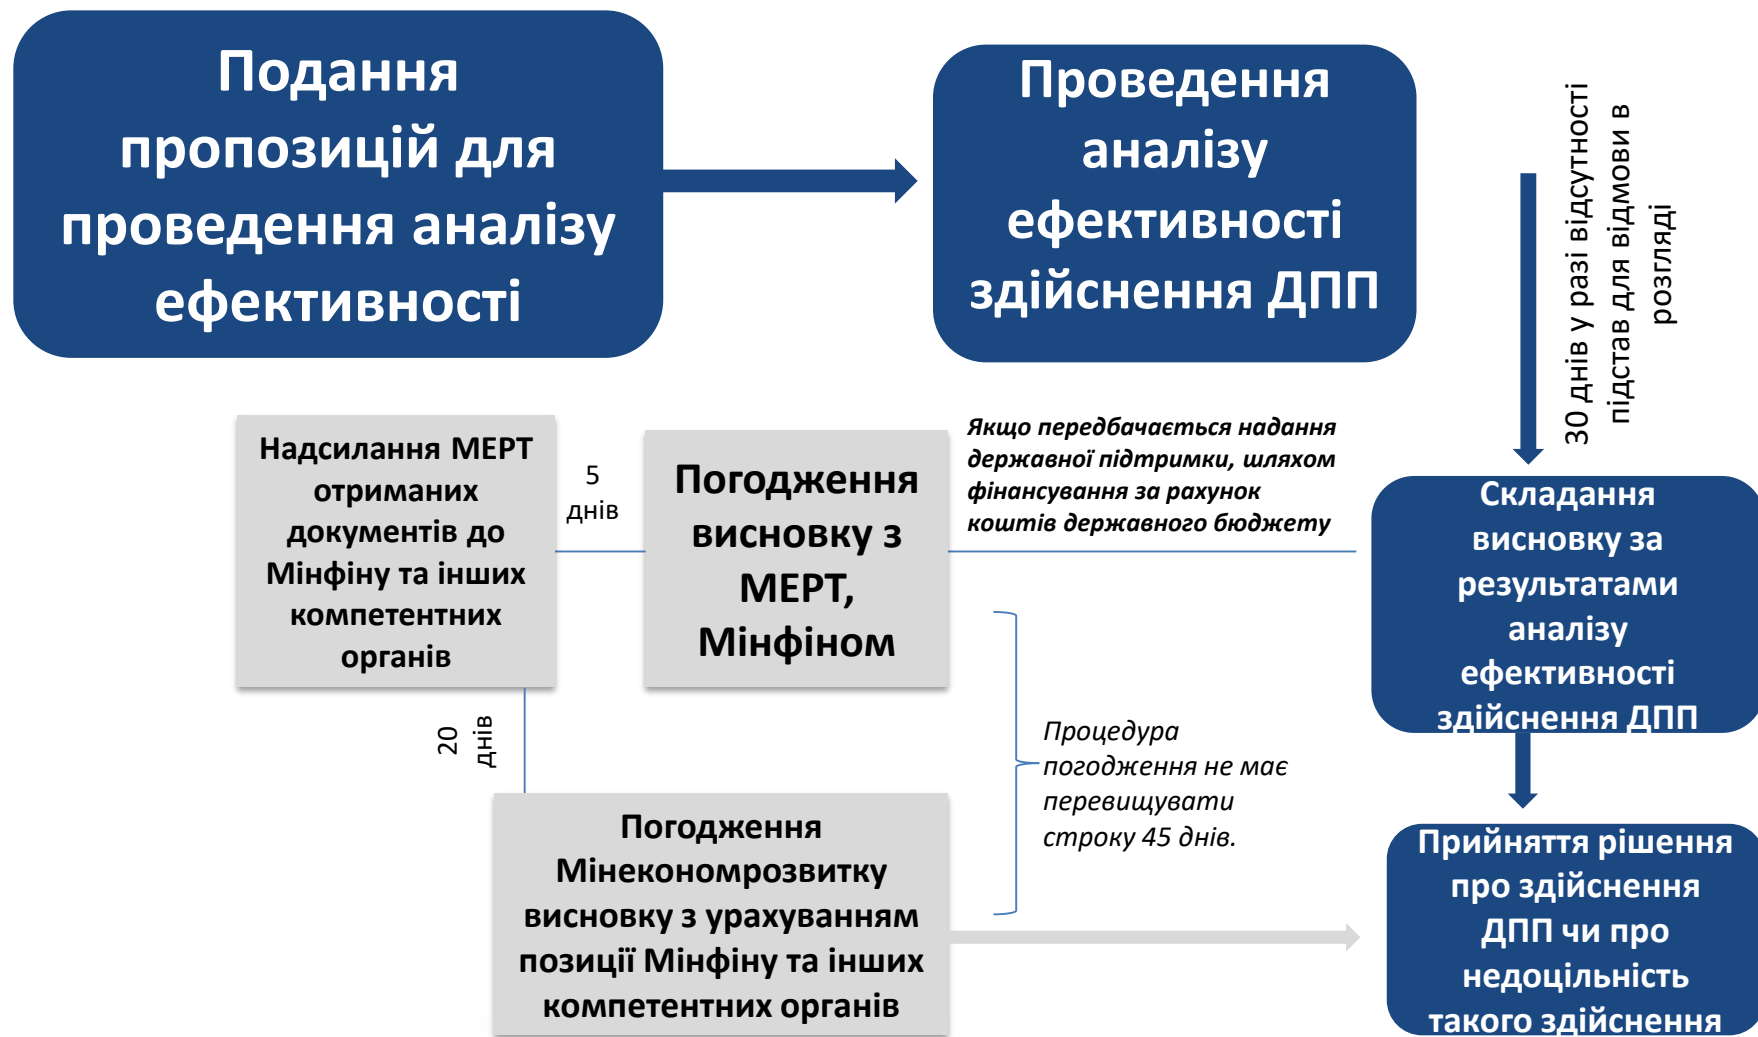 Подання
пропозицій для
проведення аналізу
ефективності
Проведення
аналізу
ефективності
здійснення ДПП
30 днів у разі відсутності
підстав для відмови в
розгляді
Надсилання МЕРТ
отриманих
документів до
Мінфіну та інших
компетентних
органів
5
днів
Погодження
висновку з
МЕРТ,
Мінфіном
Якщо передбачається надання
державної підтримки, шляхом
фінансування за рахунок
коштів державного бюджету
Складання
висновку за
результатами
аналізу
ефективності
здійснення ДПП
20
днів
Процедура
погодження не має
перевищувати
строку 45 днів.
Погодження
Мінекономрозвитку
висновку з урахуванням
позиції Мінфіну та інших
компетентних органів
Прийняття рішення
про здійснення
ДПП чи про
недоцільність
такого здійснення